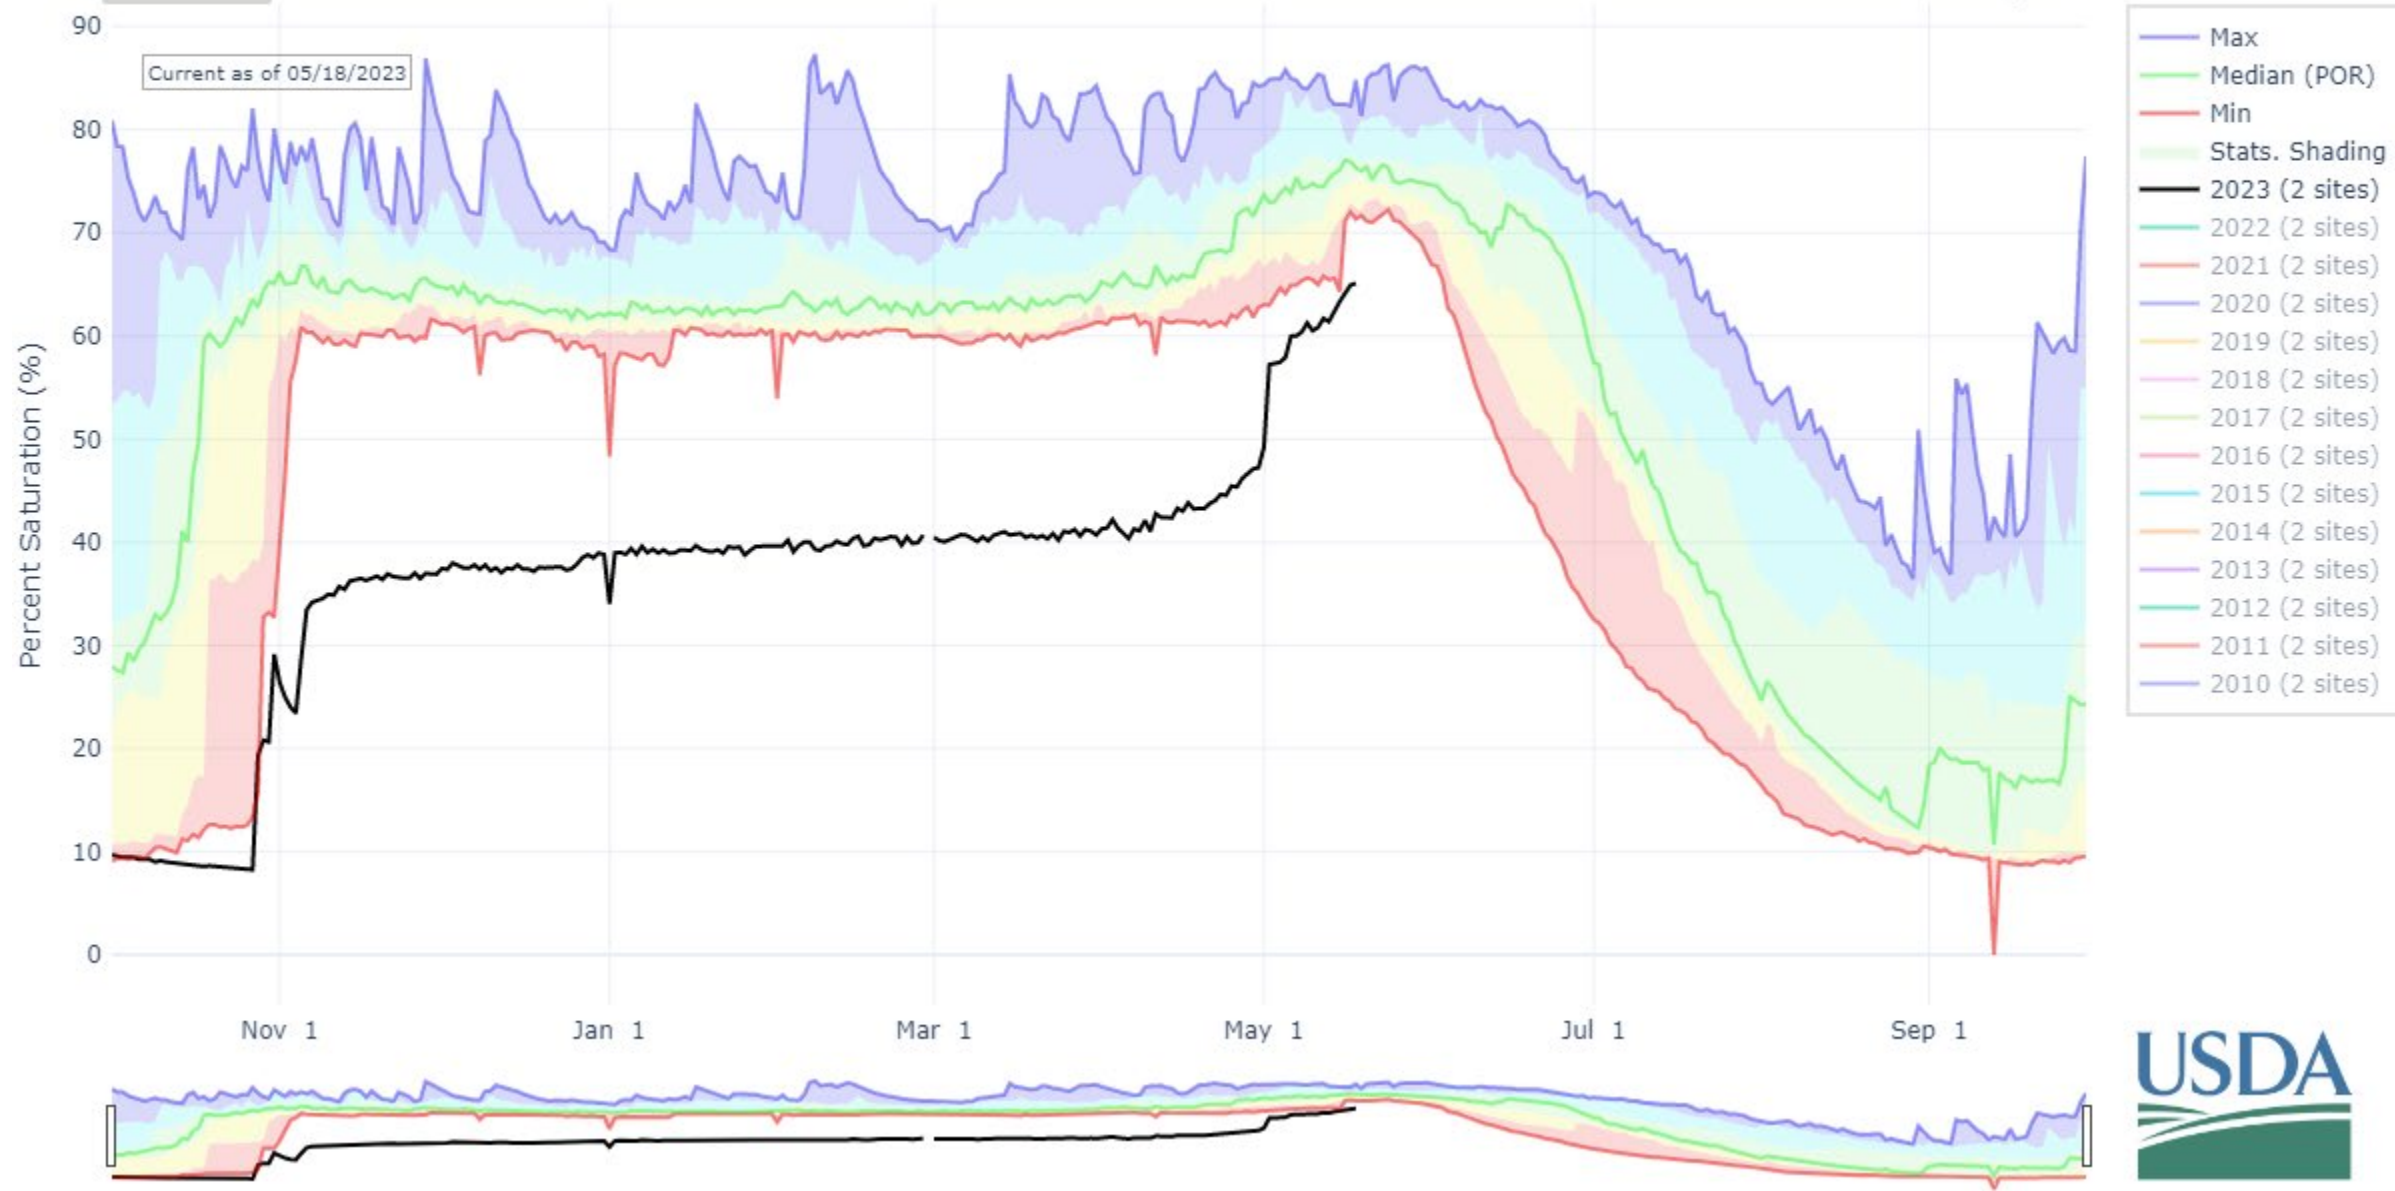 90
80
70
60
50
40
30
20
10
0
Percent Saturation (%)
Current as of 05/18/2023
Nov 1
Jan 1
Mar 1
May 1
Jul 1
Sep 1
Max
Median (POR)
Min
Stats. Shading
2023 (2 sites)
2022 (2 sites)
2021 (2 sites)
2020 (2 sites)
2019 (2 sites)
2018 (2 sites)
2017 (2 sites)
2016 (2 sites)
2015 (2 sites)
2014 (2 sites)
2013 (2 sites)
2012 (2 sites)
2011 (2 sites)
2010 (2 sites)
USDA